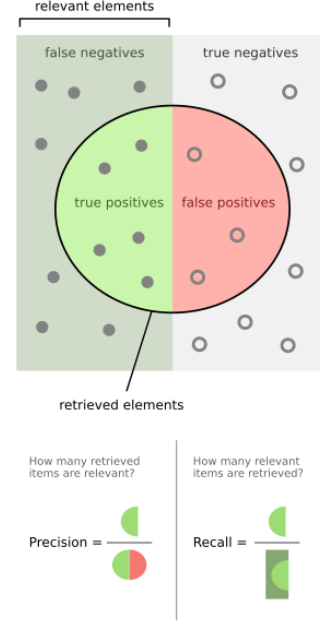 relevant elements
false negatives
true negatives
true positives
false positives
retrieved elements
How many retrieved
items are relevant?
Precision =
How many relevant
items are retrieved?
Recall =